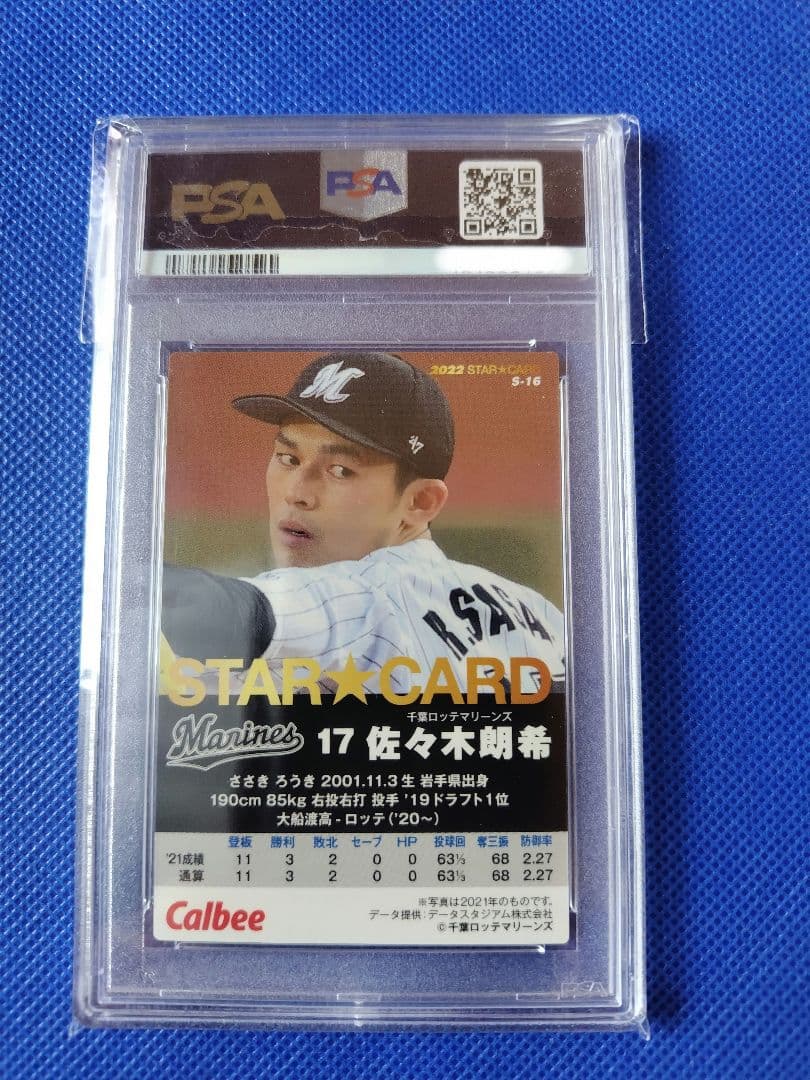 PSA
PSA
2022 STAR★CARD
S-16
M
47
R.SASA
STAR★CARD
千葉ロッテマリーンズ
Marines 17 佐々木朗希
ささき ろうき 2001.11.3生 岩手県出身
190cm 85kg 右投右打 投手 '19ドラフト1位
大船渡高-ロッテ('20〜)
登板 勝利 敗北 セーブ HP 投球回 奪三振 防御率
'21成績 11 3 2 0 0 63⅓ 68 2.27
通算 11 3 2 0 0 63⅓ 68 2.27
Calbee
※写真は2021年のものです。
データ提供:データスタジアム株式会社
©千葉ロッテマリーンズ
PSA